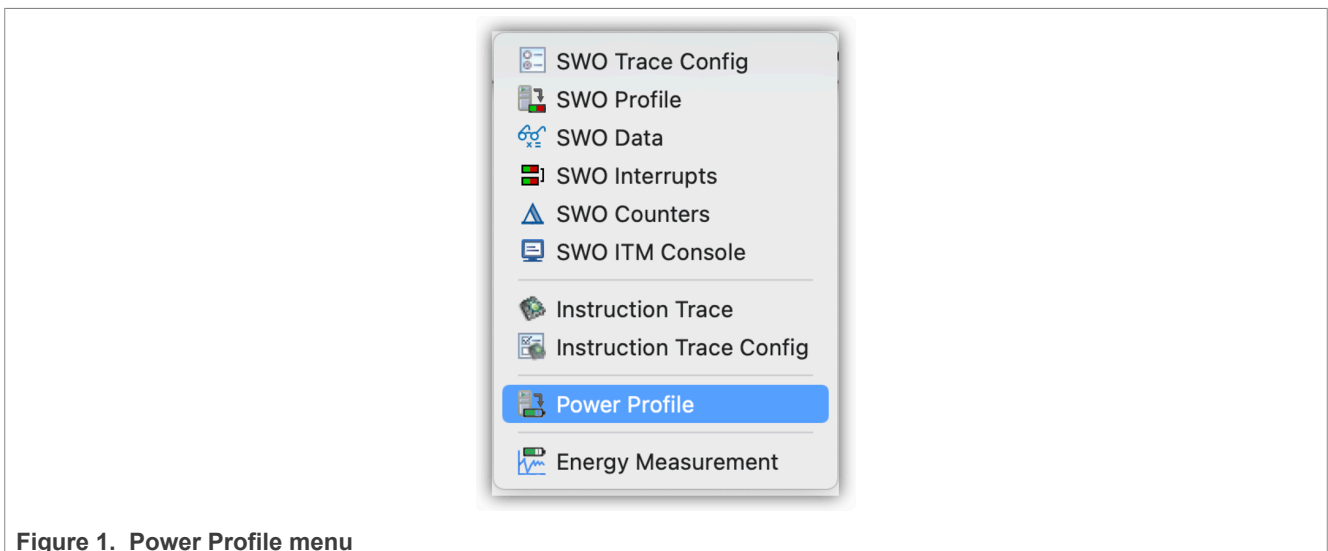 SWO Trace Config
SWO Profile
SWO Data
SWO Interrupts
SWO Counters
SWO ITM Console
Instruction Trace
Instruction Trace Config
Power Profile
Energy Measurement
Figure 1. Power Profile menu